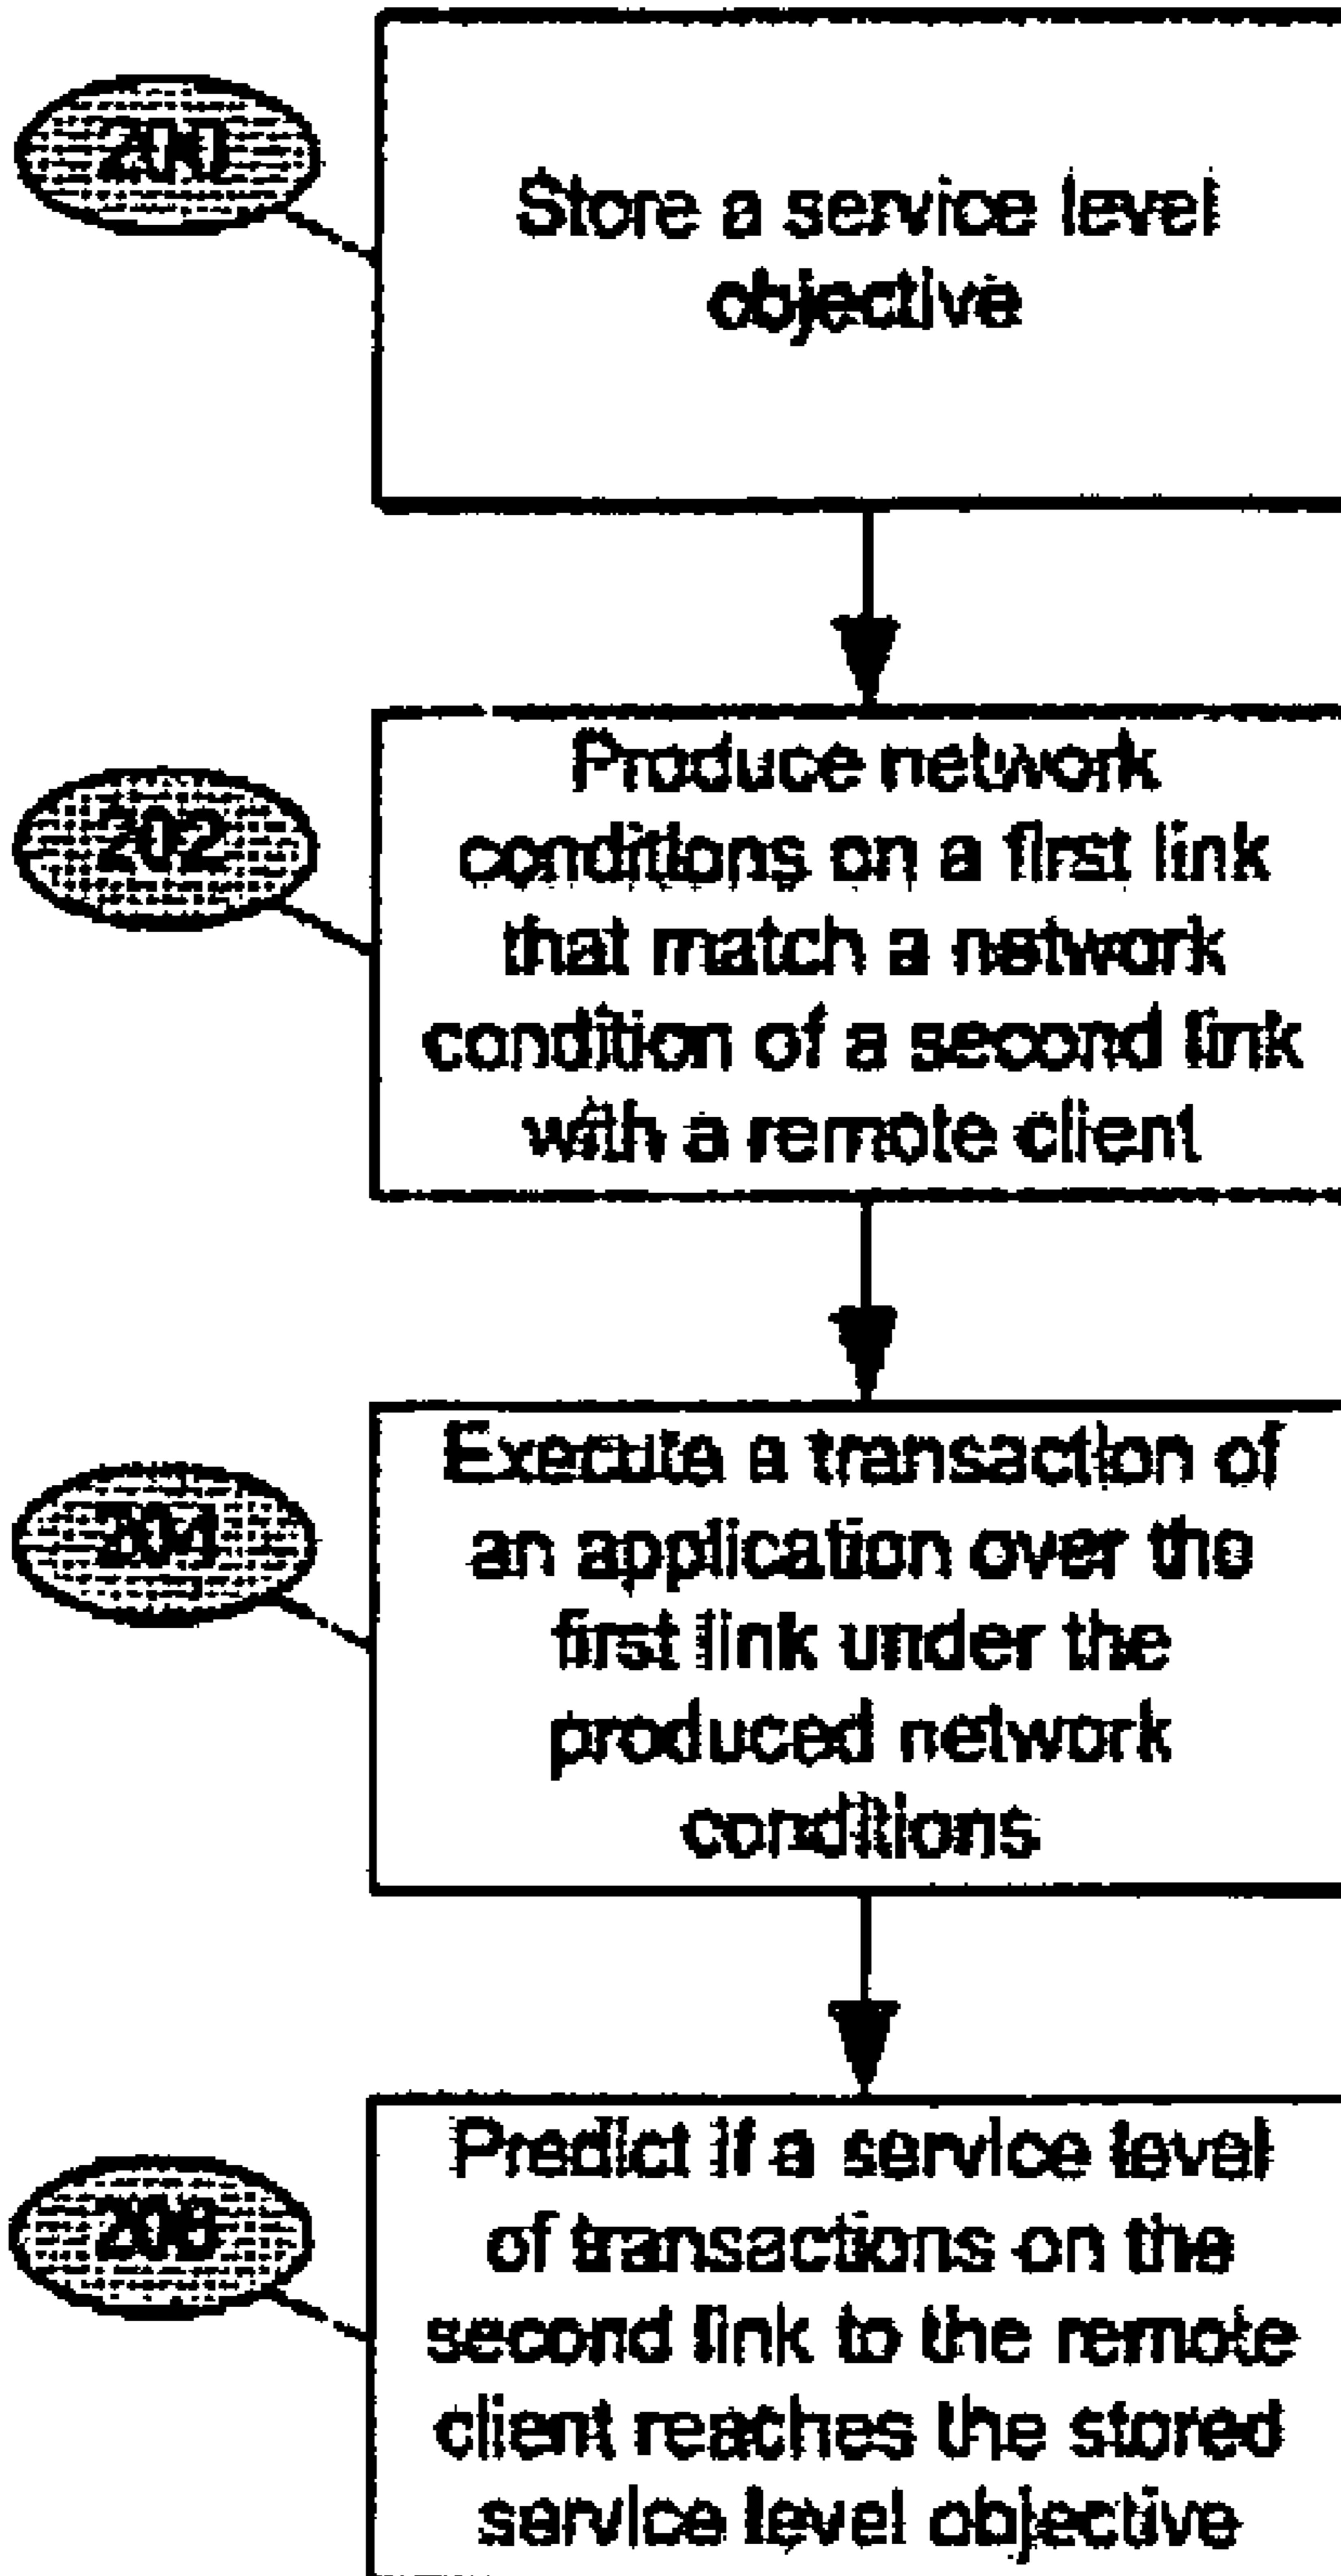 200
Store a service level
objective
202
Produce network
conditions on a first link
that match a network
condition of a second link
with a remote client
204
Execute a transaction of
an application over the
first link under the
produced network
conditions
206
Predict if a service level
of transactions on the
second link to the remote
client reaches the stored
service level objective